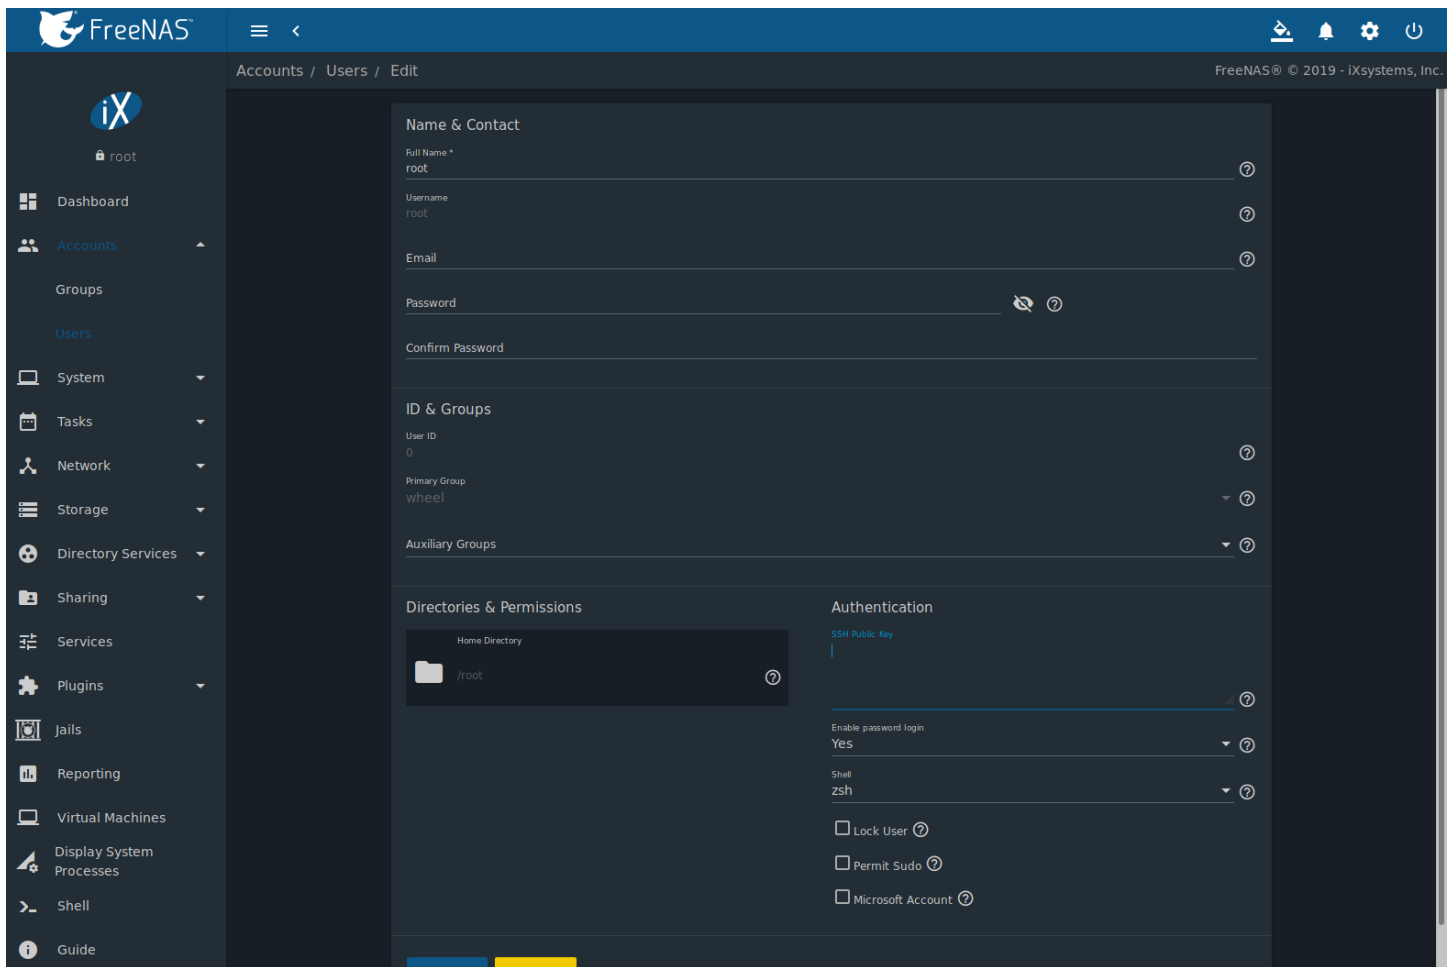 FreeNAS™
Accounts / Users / Edit
FreeNAS® © 2019 - iXsystems, Inc.
iX
root
Dashboard
Accounts
Groups
Users
System
Tasks
Network
Storage
Directory Services
Sharing
Services
Plugins
Jails
Reporting
Virtual Machines
Display System
Processes
Shell
Guide
Name & Contact
Full Name *
root
Username
root
Email
Password
Confirm Password
ID & Groups
User ID
0
Primary Group
wheel
Auxiliary Groups
Directories & Permissions
Home Directory
/root
Authentication
SSH Public Key
Enable password login
Yes
Shell
zsh
Lock User
Permit Sudo
Microsoft Account